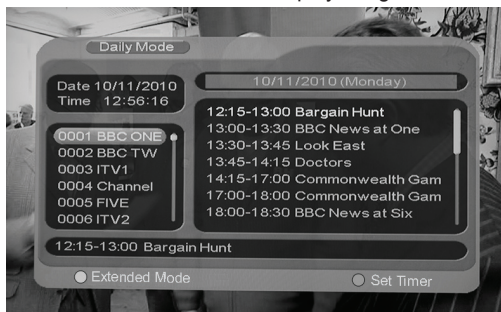 Daily Mode
Date 10/11/2010
Time 12:56:16
10/11/2010 (Monday)
0001 BBC ONE
0002 BBC TW
0003 ITV1
0004 Channel
0005 FIVE
0006 ITV2
12:15-13:00 Bargain Hunt
13:00-13:30 BBC News at One
13:30-13:45 Look East
13:45-14:15 Doctors
14:15-17:00 Commonwealth Gam
17:00-18:00 Commonwealth Gam
18:00-18:30 BBC News at Six
12:15-13:00 Bargain Hunt
Extended Mode
Set Timer